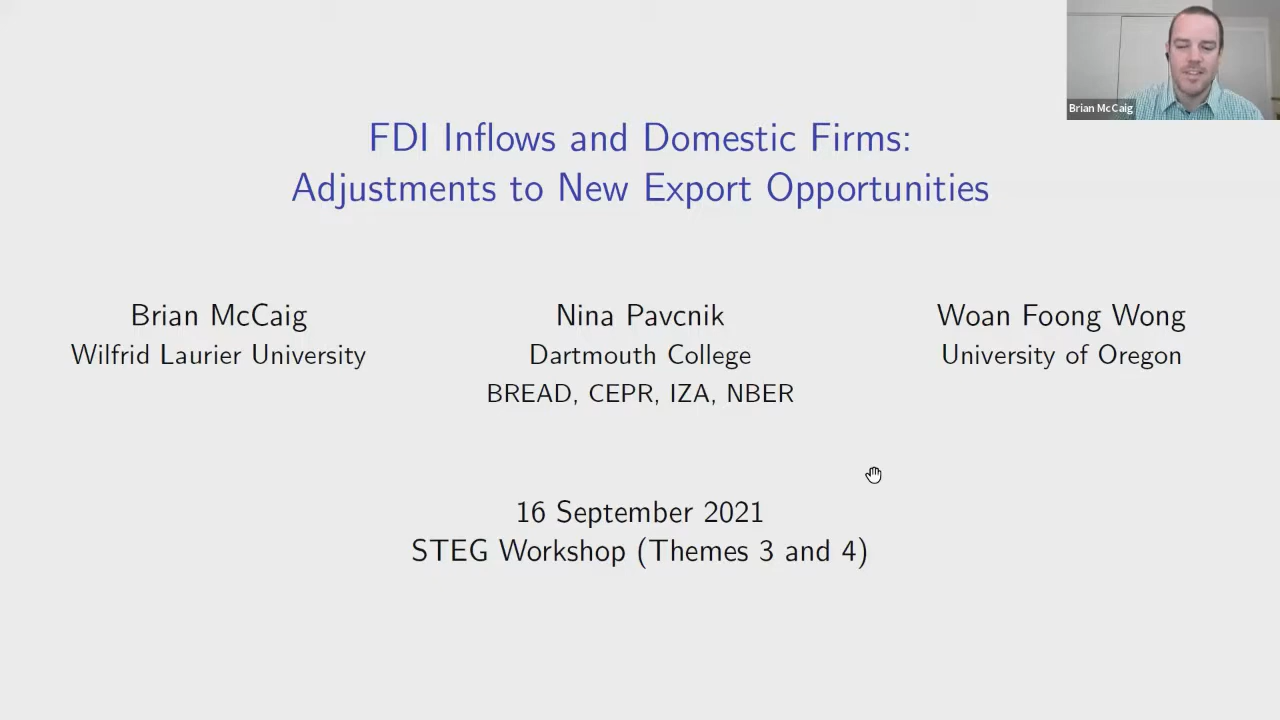 Brian McCaig
FDI Inflows and Domestic Firms:
Adjustments to New Export Opportunities
Brian McCaig
Wilfrid Laurier University
Nina Pavcnik
Dartmouth College
BREAD, CEPR, IZA, NBER
Woan Foong Wong
University of Oregon
16 September 2021
STEG Workshop (Themes 3 and 4)